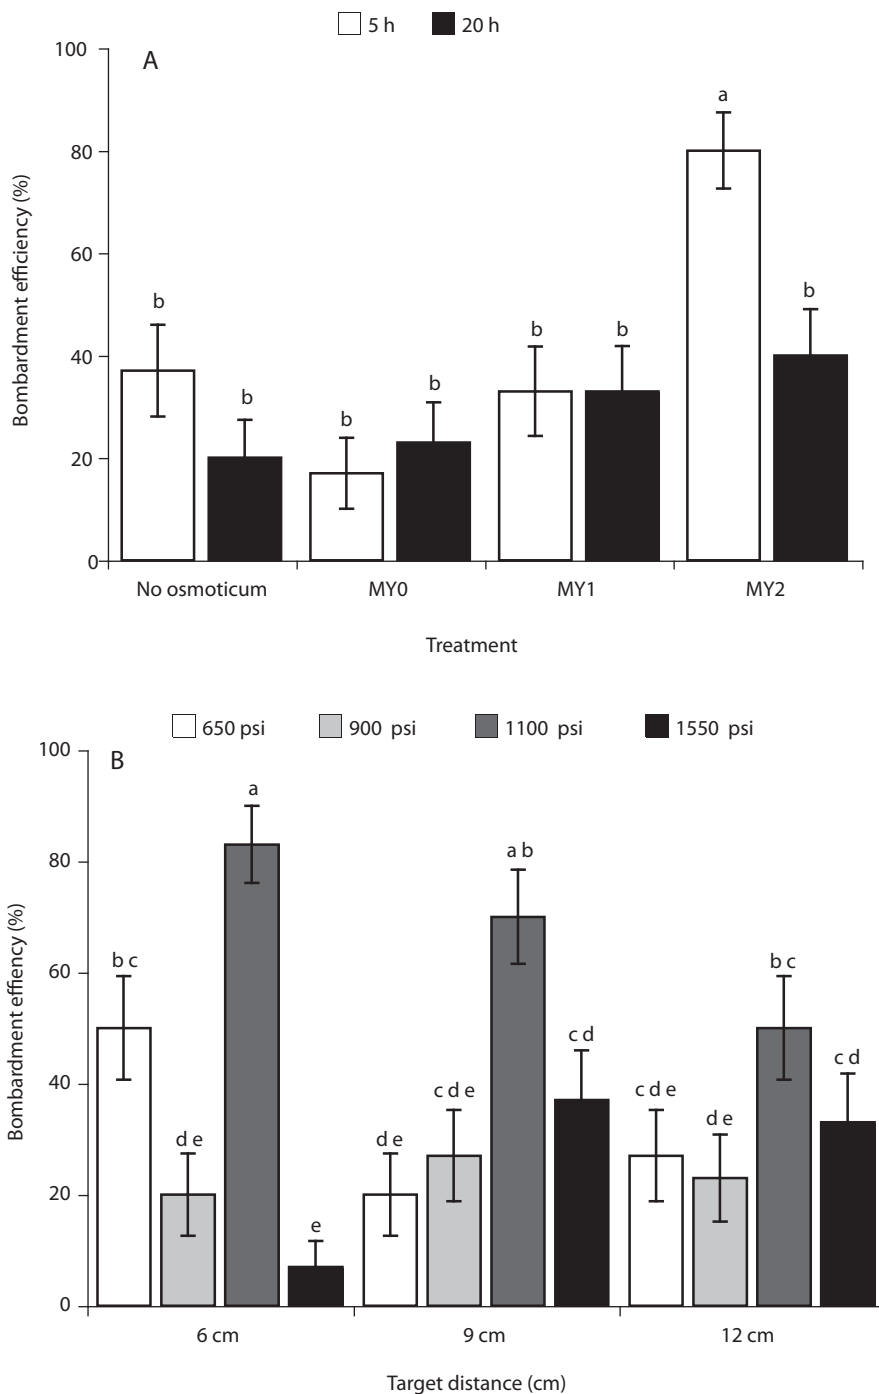 5 h 20 h
100
A
a
80
Bombardment efficiency (%)
60
b
b
b b
40
b
b
b
20
0
No osmoticum MY0 MY1 MY2
Treatment
650 psi 900 psi 1100 psi 1550 psi
100
B
a
a b
80
Bombardment effiency (%)
b c
b c
60
c d
c d
c d e
c d e
40
d e
d e
d e
20
e
0
6 cm 9 cm 12 cm
Target distance (cm)